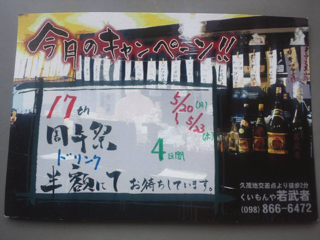 今日のキャンペーン!!
17th
周年祭
ドリンク
半額にて
お待ちしています。
5/20(月)
~5/23(木)
4日間
久茂地交差点より徒歩2分
くいもんや若武者
(098)866-6472